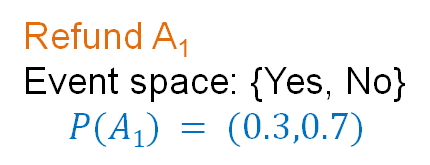 Refund A₁
Event space: {Yes, No}
P(A₁) = (0.3,0.7)